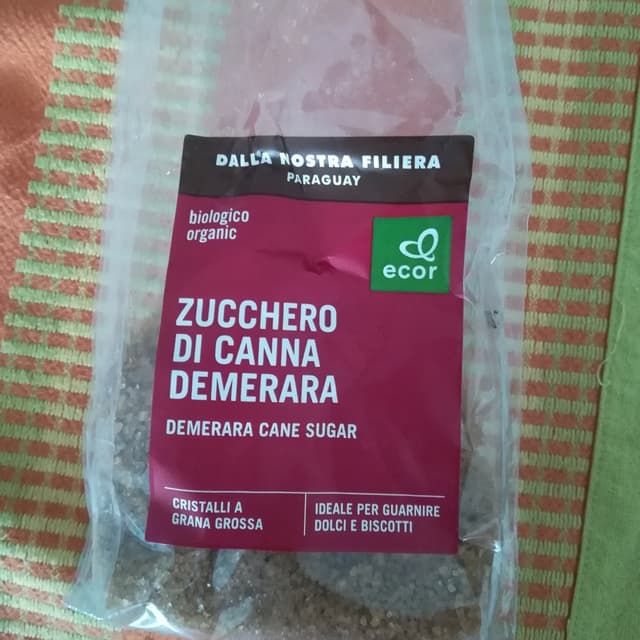 DALLA NOSTRA FILIERA
PARAGUAY
biologico
organic
ecor
ZUCCHERO
DI CANNA
DEMERARA
DEMERARA CANE SUGAR
CRISTALLI A
GRANA GROSSA
IDEALE PER GUARNIRE
DOLCI E BISCOTTI